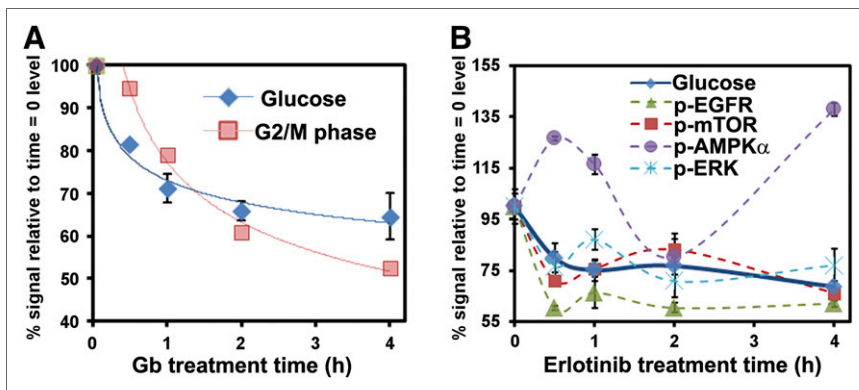 A
% signal relative to time = 0 level
100
90
80
70
60
50
40
Glucose
G2/M phase
0
1
2
3
4
Gb treatment time (h)
B
% signal relative to time = 0 level
155
135
115
95
75
55
Glucose
p-EGFR
p-mTOR
p-AMPKα
p-ERK
0
1
2
3
4
Erlotinib treatment time (h)